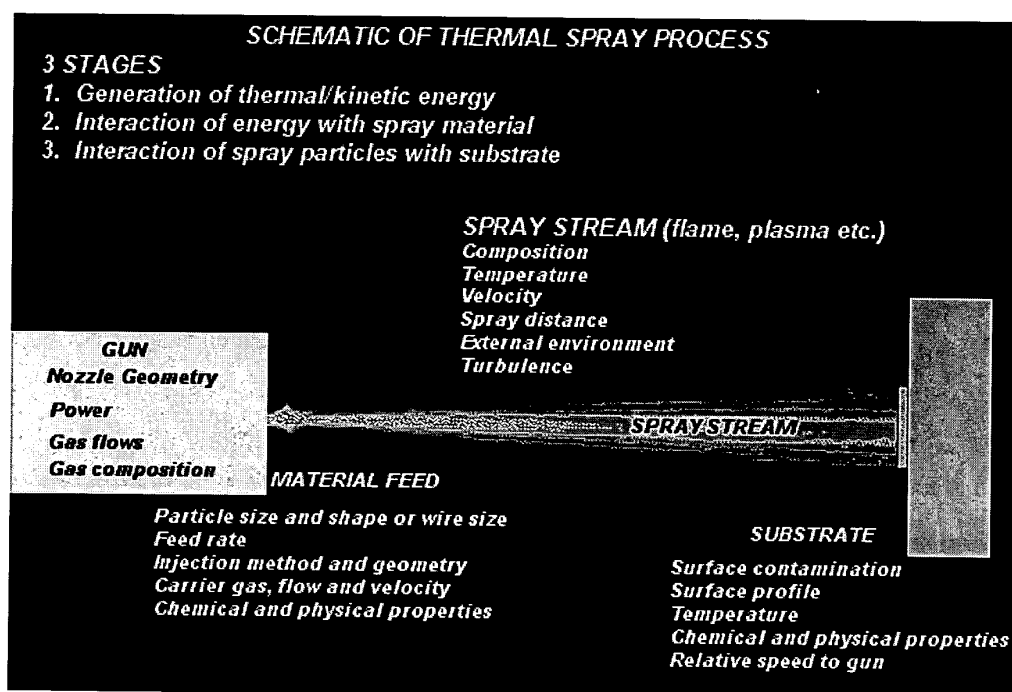 SCHEMATIC OF THERMAL SPRAY PROCESS
3 STAGES
1. Generation of thermal/kinetic energy
2. Interaction of energy with spray material
3. Interaction of spray particles with substrate
SPRAY STREAM (flame, plasma etc.)
Composition
Temperature
Velocity
Spray distance
External environment
Turbulence
GUN
Nozzle Geometry
Power
Gas flows
Gas composition
SPRAY STREAM
MATERIAL FEED
Particle size and shape or wire size
Feed rate
Injection method and geometry
Carrier gas, flow and velocity
Chemical and physical properties
SUBSTRATE
Surface contamination
Surface profile
Temperature
Chemical and physical properties
Relative speed to gun